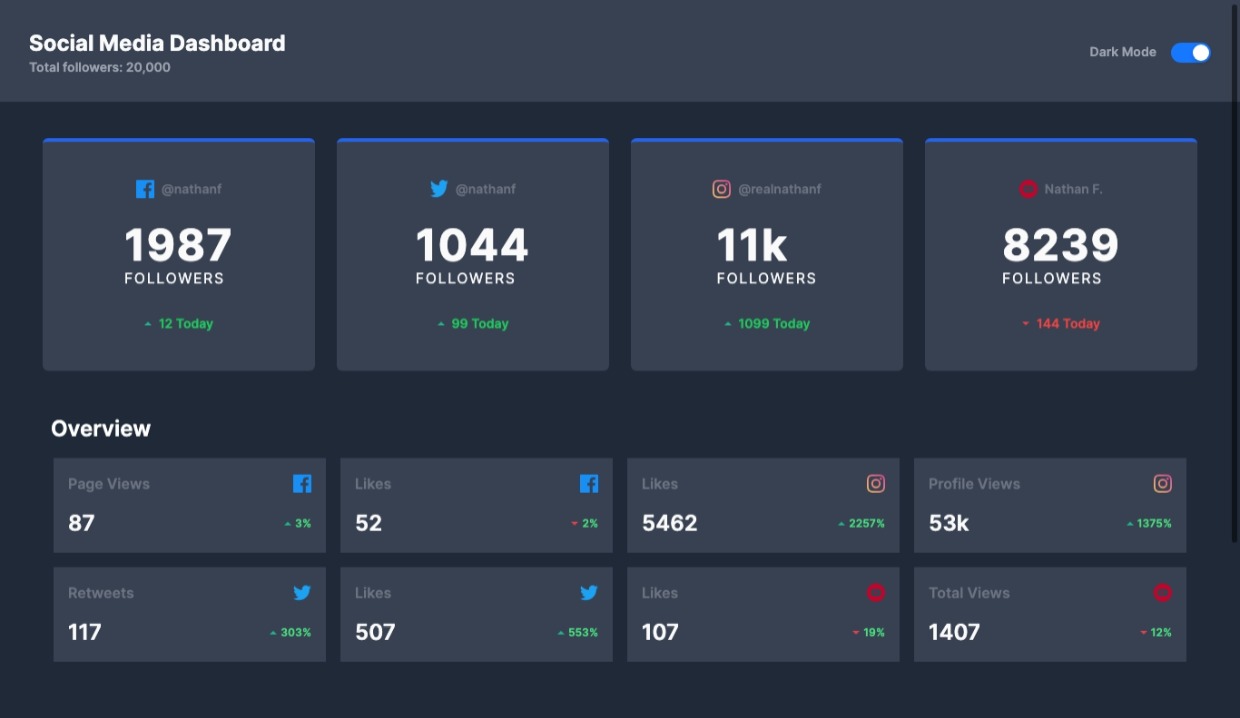 Social Media Dashboard
Total followers: 20,000
Dark Mode
@nathanf
1987
FOLLOWERS
12 Today
@nathanf
1044
FOLLOWERS
99 Today
@realnathanf
11k
FOLLOWERS
1099 Today
Nathan F.
8239
FOLLOWERS
144 Today
Overview
Page Views
87
3%
Likes
52
2%
Likes
5462
2257%
Profile Views
53k
1375%
Retweets
117
303%
Likes
507
553%
Likes
107
19%
Total Views
1407
12%